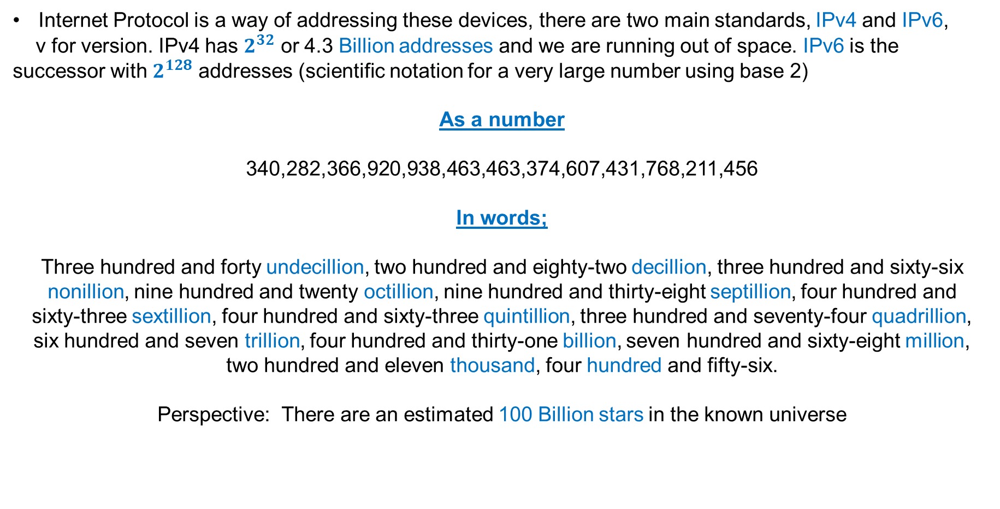 • Internet Protocol is a way of addressing these devices, there are two main standards, IPv4 and IPv6,
v for version. IPv4 has 2³² or 4.3 Billion addresses and we are running out of space. IPv6 is the
successor with 2¹²⁸ addresses (scientific notation for a very large number using base 2)
As a number
340,282,366,920,938,463,463,374,607,431,768,211,456
In words;
Three hundred and forty undecillion, two hundred and eighty-two decillion, three hundred and sixty-six
nonillion, nine hundred and twenty octillion, nine hundred and thirty-eight septillion, four hundred and
sixty-three sextillion, four hundred and sixty-three quintillion, three hundred and seventy-four quadrillion,
six hundred and seven trillion, four hundred and thirty-one billion, seven hundred and sixty-eight million,
two hundred and eleven thousand, four hundred and fifty-six.
Perspective: There are an estimated 100 Billion stars in the known universe